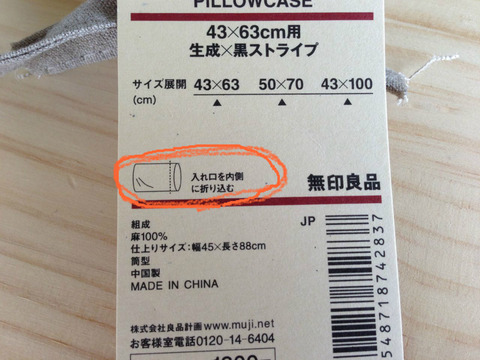 PILLOWCASE
43×63cm用
生成×黒ストライプ
サイズ展開 43×63 50×70 43×100
(cm) ▲ ▲ ▲
入れ口を内側
に折り込む
無印良品
JP
組成
麻100%
仕上りサイズ:幅45×長さ88cm
筒型
中国製
MADE IN CHINA
株式会社良品計画 www.muji.net
お客様室電話0120-14-6404
548718742837